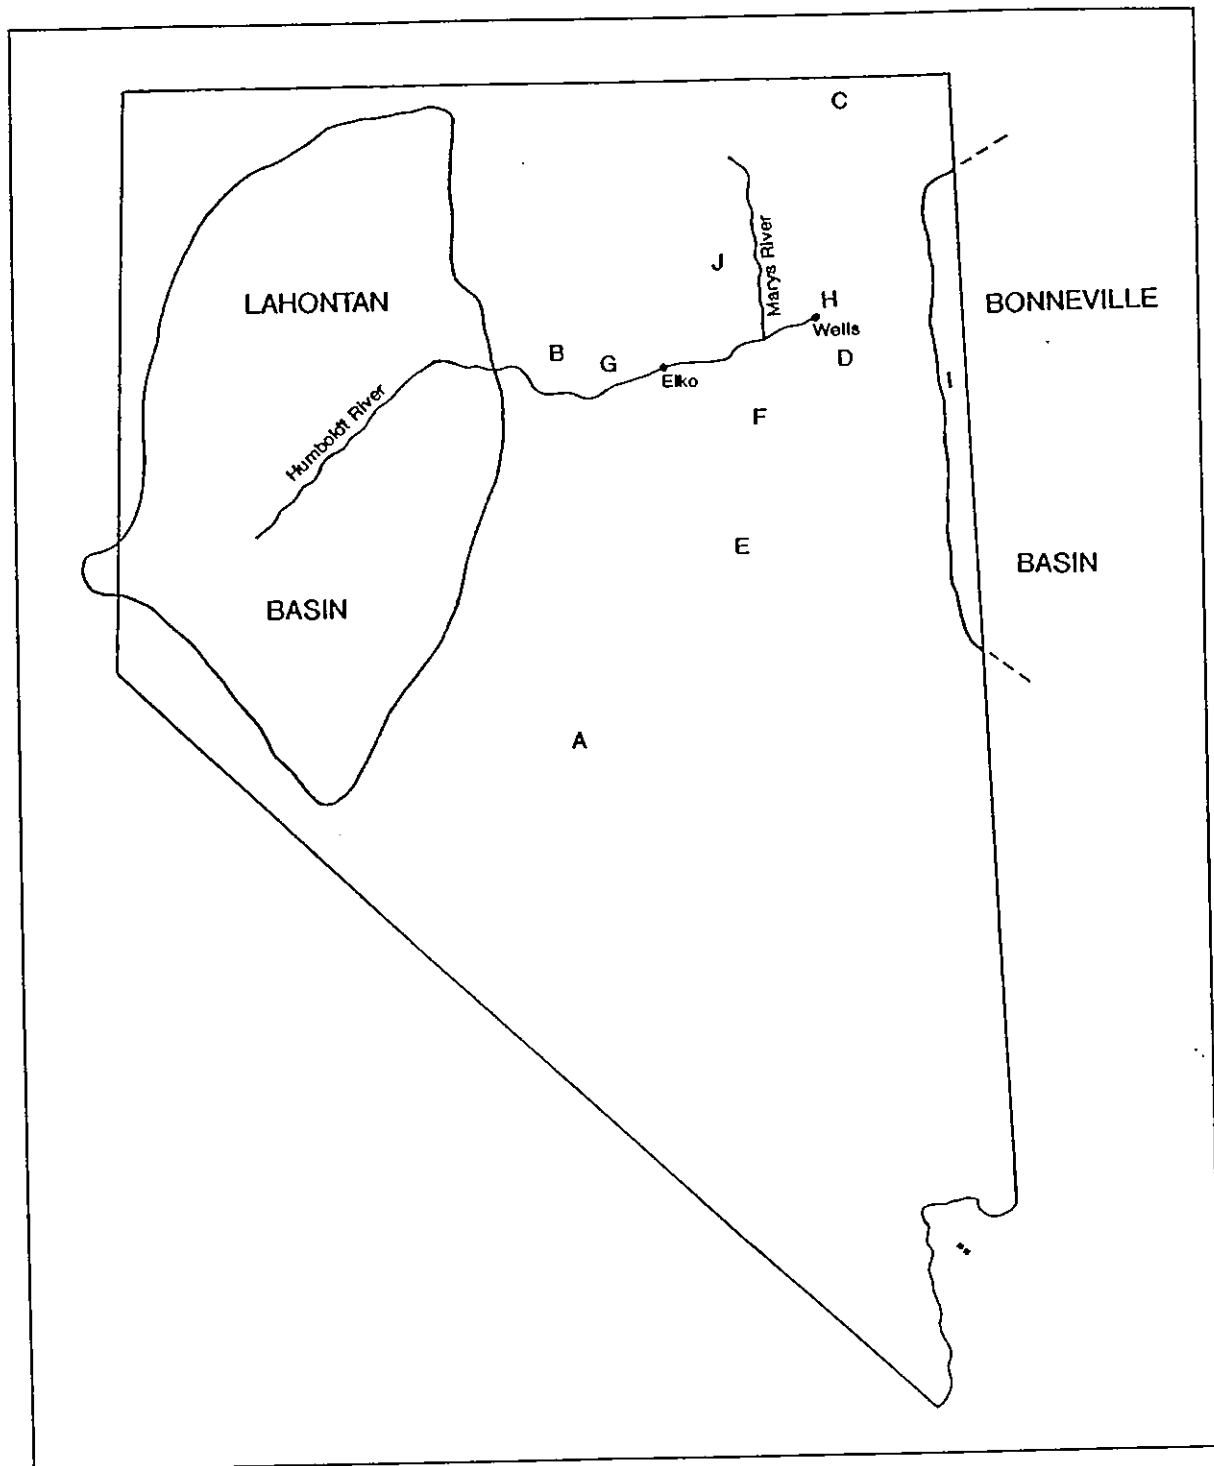 C
Marys River
J
H
LAHONTAN
BONNEVILLE
Wells
B
G
D
Elko
I
F
Humboldt River
E
BASIN
BASIN
A